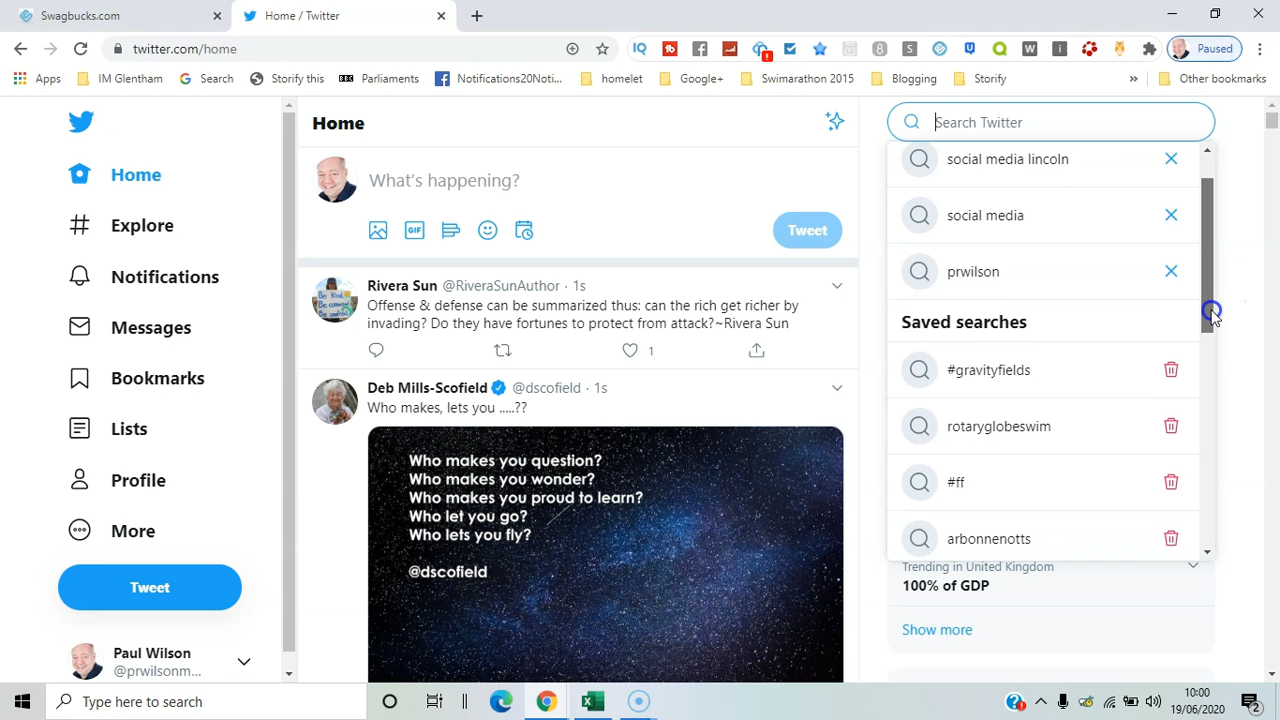 Swagbucks.com
Home / Twitter
twitter.com/home
Paused
Apps
IM Glentham
Search
Storify this
BBC
Parliaments
Notifications20Noti...
homelet
Google+
Swimarathon 2015
Blogging
Storify
»
Other bookmarks
Home
Explore
Notifications
Messages
Bookmarks
Lists
Profile
More
Tweet
Paul Wilson
@prwilsonm...
Home
What's happening?
GIF
Tweet
Rivera Sun @RiveraSunAuthor · 1s
Offense & defense can be summarized thus: can the rich get richer by
invading? Do they have fortunes to protect from attack?~Rivera Sun
1
Deb Mills-Scofield @dscofield · 1s
Who makes, lets you .....??
Who makes you question?
Who makes you wonder?
Who makes you proud to learn?
Who let you go?
Who lets you fly?
@dscofield
Search Twitter
social media lincoln
social media
prwilson
Saved searches
#gravityfields
rotaryglobeswim
#ff
arbonnenotts
Trending in United Kingdom
100% of GDP
Show more
Type here to search
10:00
19/06/2020
2